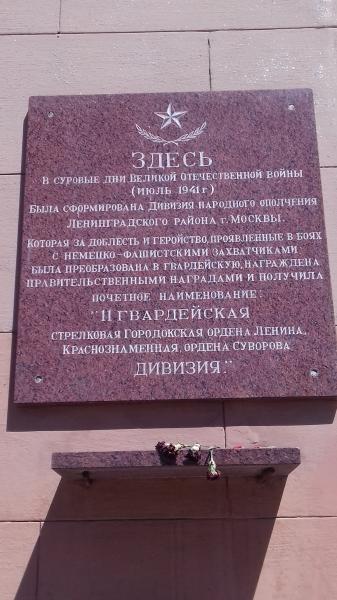 ЗДЕСЬ
В СУРОВЫЕ ДНИ ВЕЛИКОЙ ОТЕЧЕСТВЕННОЙ ВОЙНЫ
(ИЮЛЬ 1941 г)
БЫЛА СФОРМИРОВАНА ДИВИЗИЯ НАРОДНОГО ОПОЛЧЕНИЯ
ЛЕНИНГРАДСКОГО РАЙОНА г. МОСКВЫ.
КОТОРАЯ ЗА ДОБЛЕСТЬ И ГЕРОЙСТВО, ПРОЯВЛЕННЫЕ В БОЯХ
С НЕМЕЦКО-ФАШИСТСКИМИ ЗАХВАТЧИКАМИ
БЫЛА ПРЕОБРАЗОВАНА В ГВАРДЕЙСКУЮ, НАГРАЖДЕНА
ПРАВИТЕЛЬСТВЕННЫМИ НАГРАДАМИ И ПОЛУЧИЛА
ПОЧЕТНОЕ НАИМЕНОВАНИЕ:
"11 ГВАРДЕЙСКАЯ
СТРЕЛКОВАЯ ГОРОДОКСКАЯ ОРДЕНА ЛЕНИНА,
КРАСНОЗНАМЕННАЯ, ОРДЕНА СУВОРОВА
ДИВИЗИЯ."